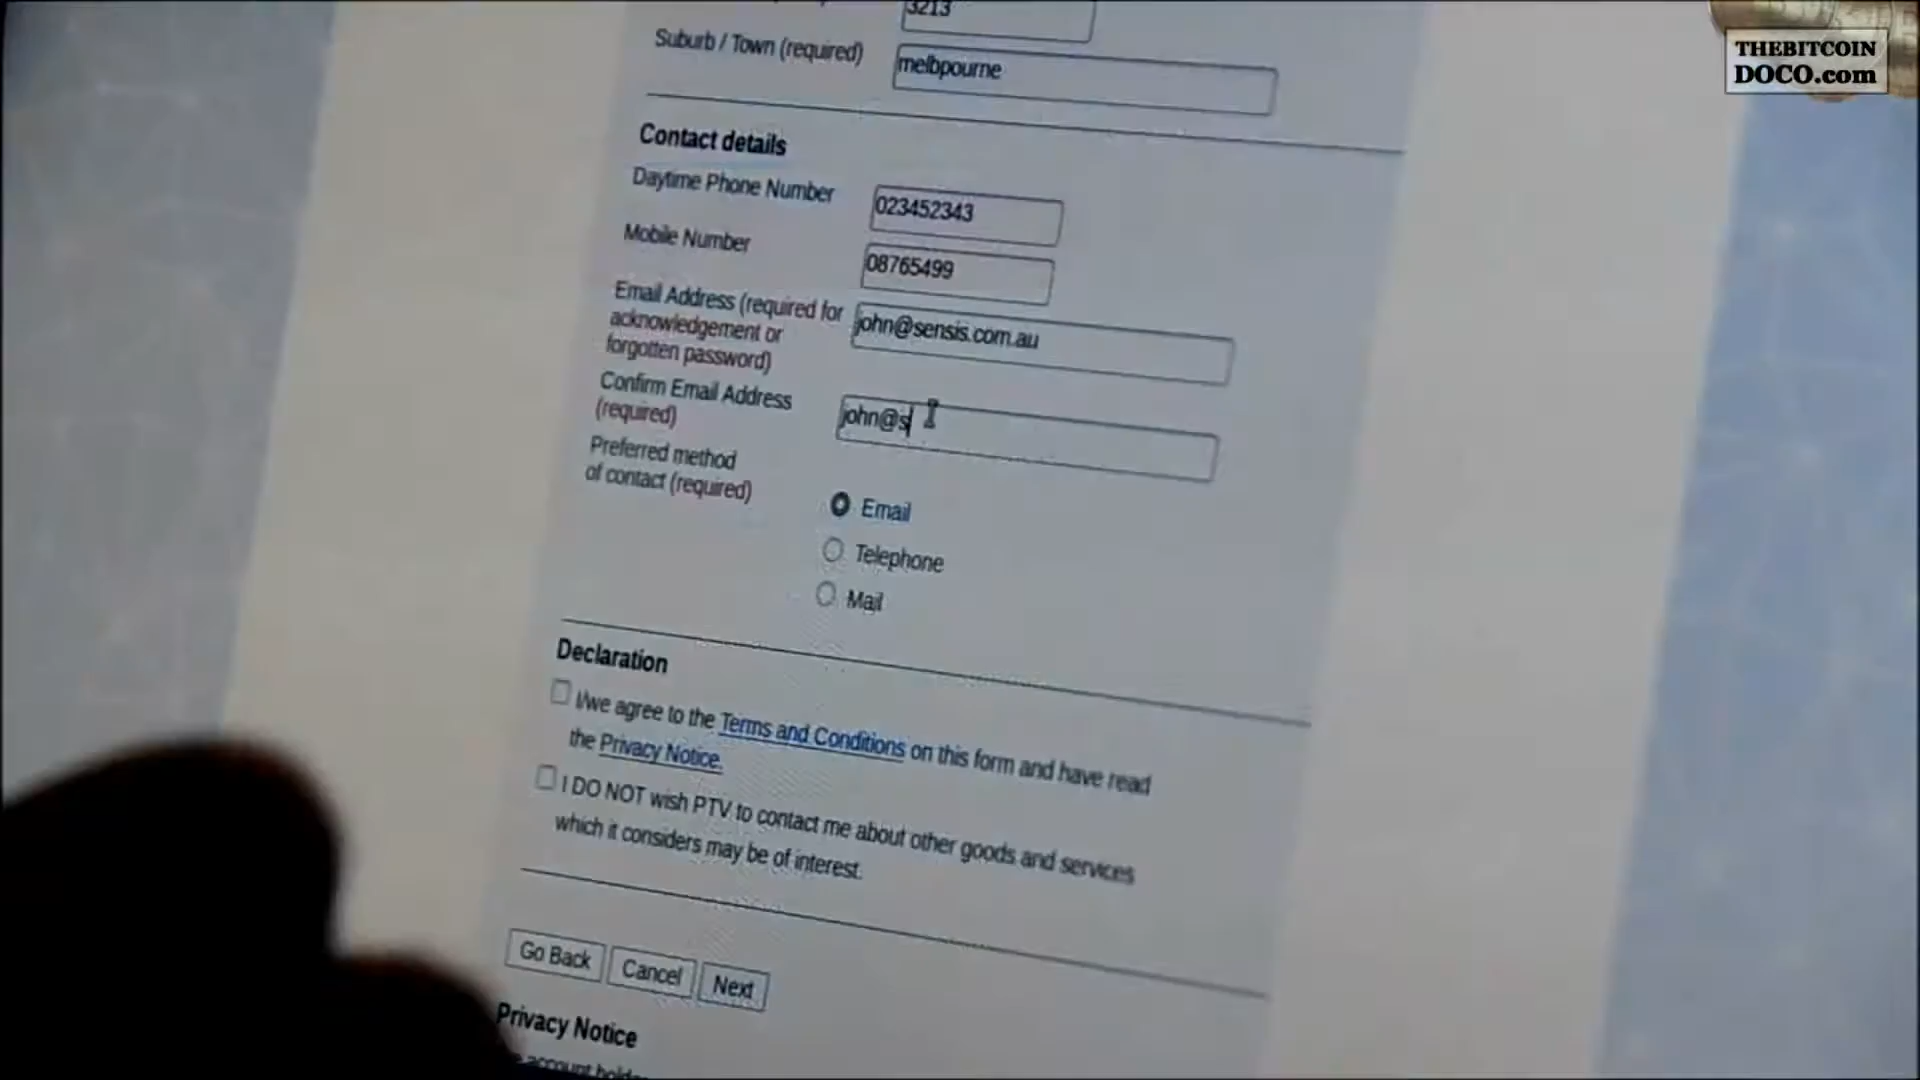 3213
Suburb / Town (required)
melbpourne
Contact details
Daytime Phone Number
023452343
Mobile Number
08765499
Email Address (required for
acknowledgement or
forgotten password)
john@sensis.com.au
Confirm Email Address
(required)
john@s
Preferred method
of contact (required)
Email
Telephone
Mail
Declaration
I/we agree to the Terms and Conditions on this form and have read
the Privacy Notice.
I DO NOT wish PTV to contact me about other goods and services
which it considers may be of interest.
Go Back
Cancel
Next
Privacy Notice
account
THEBITCOIN
DOCO.com